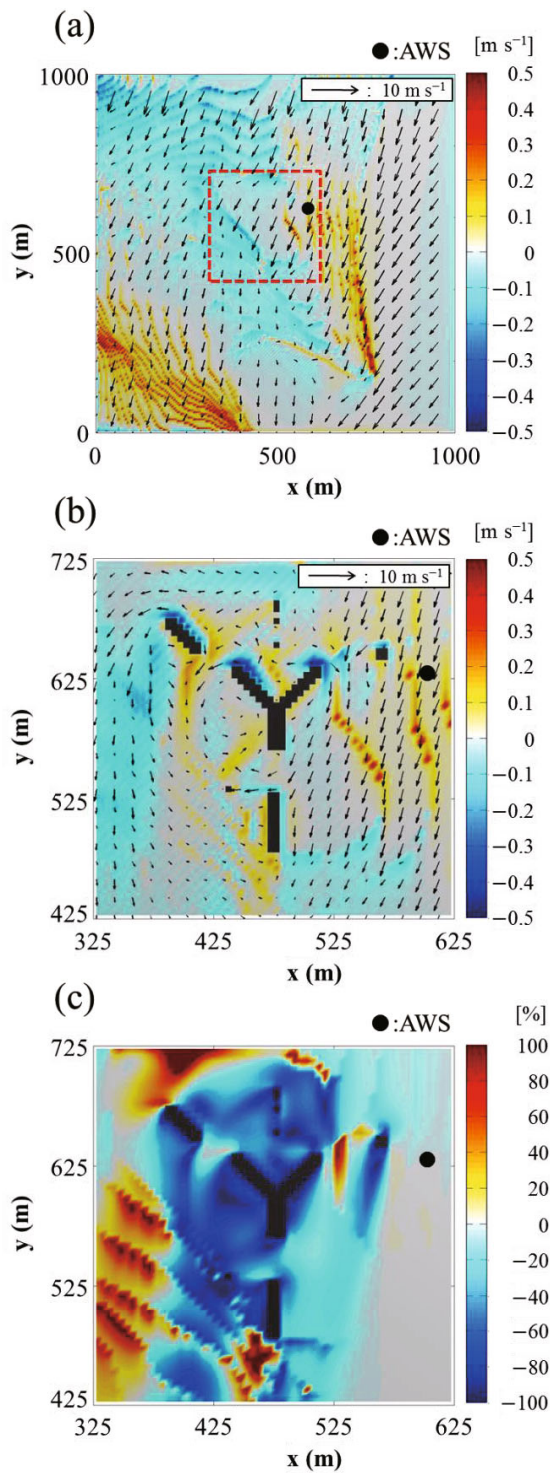 (a)
●:AWS
[m s⁻¹]
→ : 10 m s⁻¹
1000
500
0
y (m)
0 500 1000
x (m)
0.5
0.4
0.3
0.2
0.1
0
−0.1
−0.2
−0.3
−0.4
−0.5
(b)
●:AWS
[m s⁻¹]
→ : 10 m s⁻¹
725
625
525
425
y (m)
325 425 525 625
x (m)
0.5
0.4
0.3
0.2
0.1
0
−0.1
−0.2
−0.3
−0.4
−0.5
(c)
●:AWS
[%]
725
625
525
425
y (m)
325 425 525 625
x (m)
100
80
60
40
20
0
−20
−40
−60
−80
−100